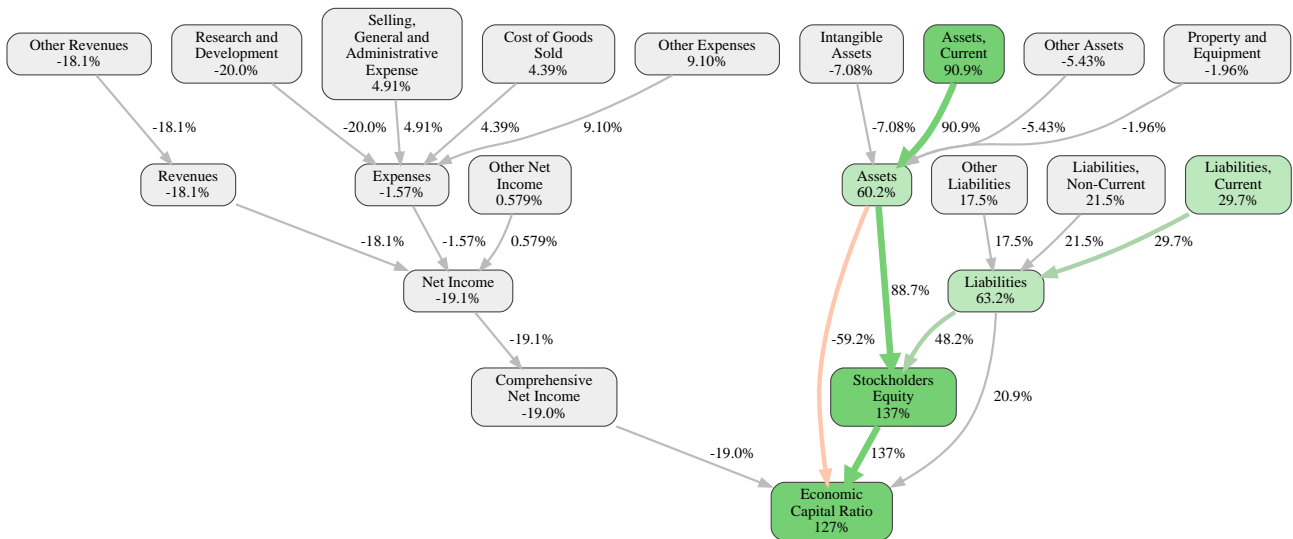 Other Revenues
-18.1%
Research and
Development
-20.0%
Selling,
General and
Administrative
Expense
4.91%
Cost of Goods
Sold
4.39%
Other Expenses
9.10%
Intangible
Assets
-7.08%
Assets,
Current
90.9%
Other Assets
-5.43%
Property and
Equipment
-1.96%
-18.1%
-20.0%
4.91%
4.39%
9.10%
-7.08%
90.9%
-5.43%
-1.96%
Revenues
-18.1%
Expenses
-1.57%
Other Net
Income
0.579%
Assets
60.2%
Other
Liabilities
17.5%
Liabilities,
Non-Current
21.5%
Liabilities,
Current
29.7%
-18.1%
-1.57%
0.579%
17.5%
21.5%
29.7%
Net Income
-19.1%
88.7%
Liabilities
63.2%
-19.1%
-59.2%
48.2%
Comprehensive
Net Income
-19.0%
Stockholders
Equity
137%
20.9%
-19.0%
137%
Economic
Capital Ratio
127%